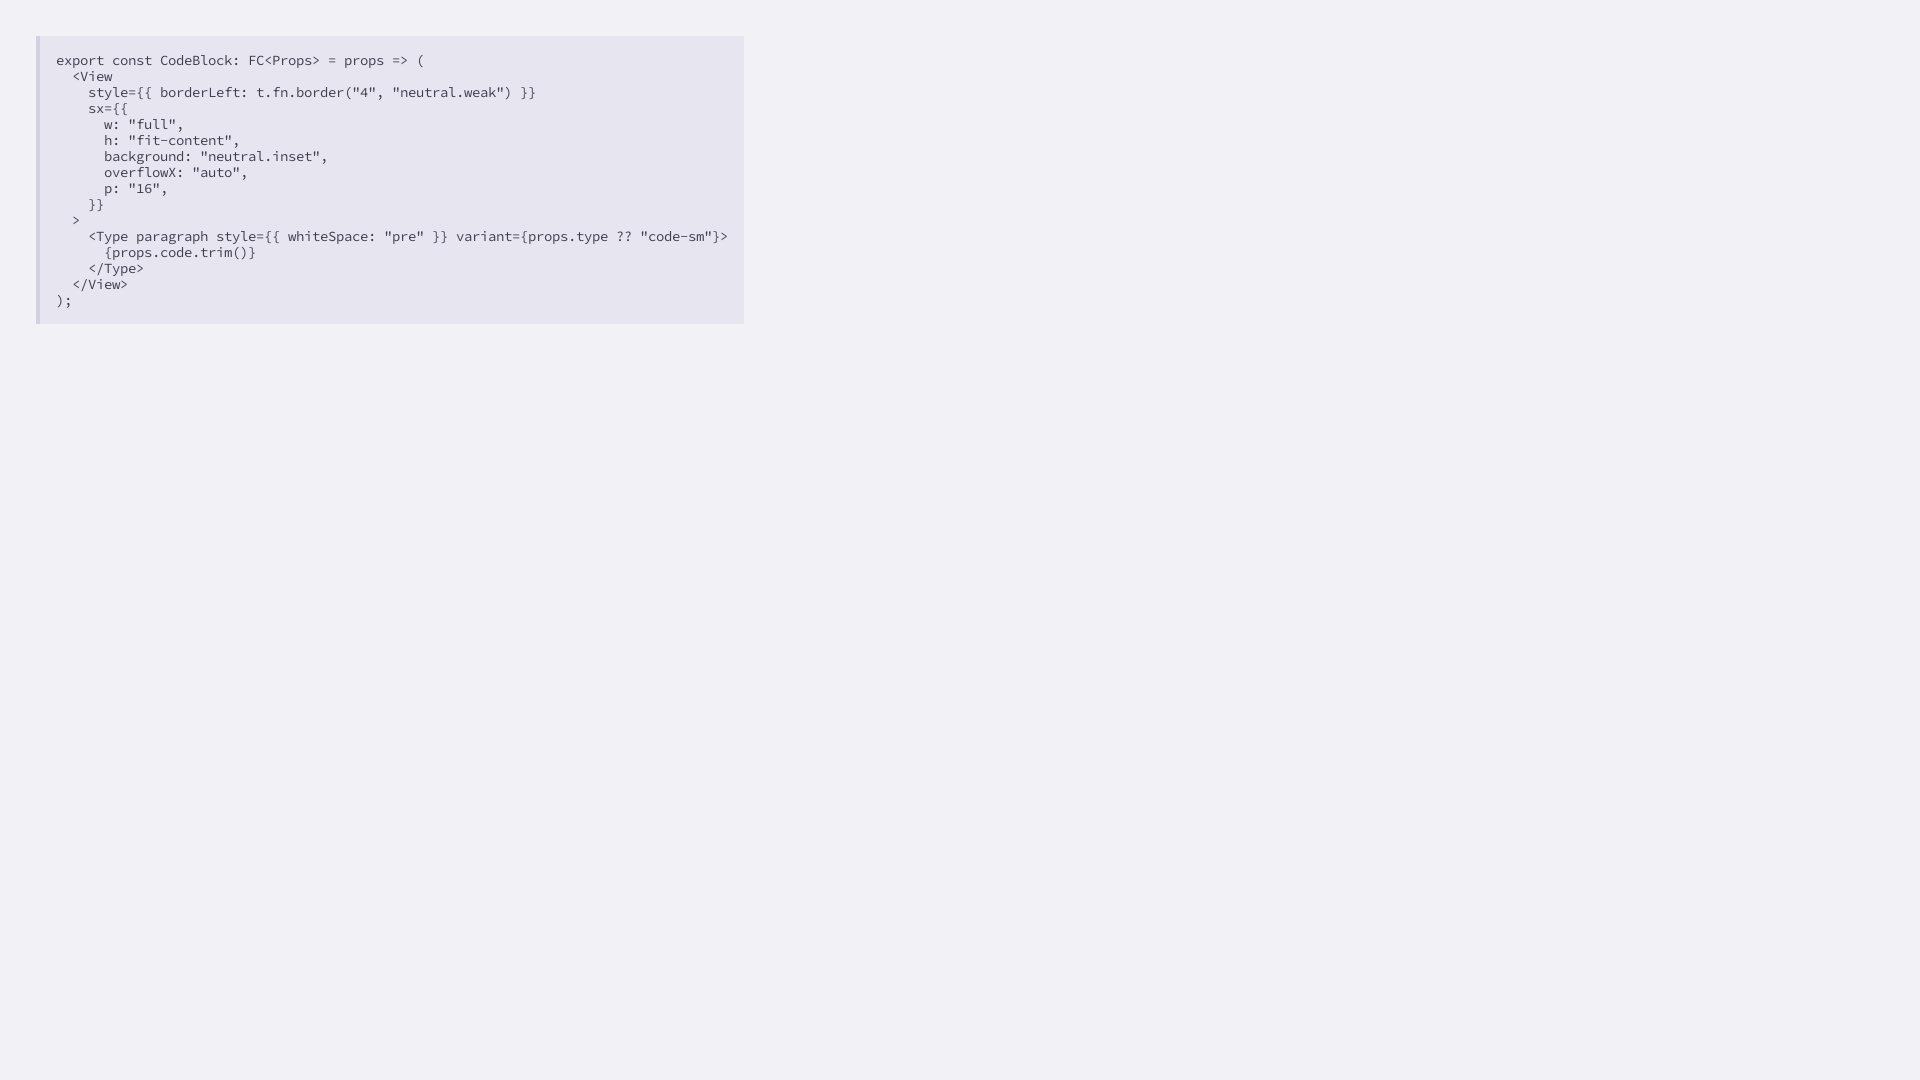 export const CodeBlock: FC<Props> = props => (
  <View
    style={{ borderLeft: t.fn.border("4", "neutral.weak") }}
    sx={{
      w: "full",
      h: "fit-content",
      background: "neutral.inset",
      overflowX: "auto",
      p: "16",
    }}
  >
    <Type paragraph style={{ whiteSpace: "pre" }} variant={props.type ?? "code-sm"}>
      {props.code.trim()}
    </Type>
  </View>
);